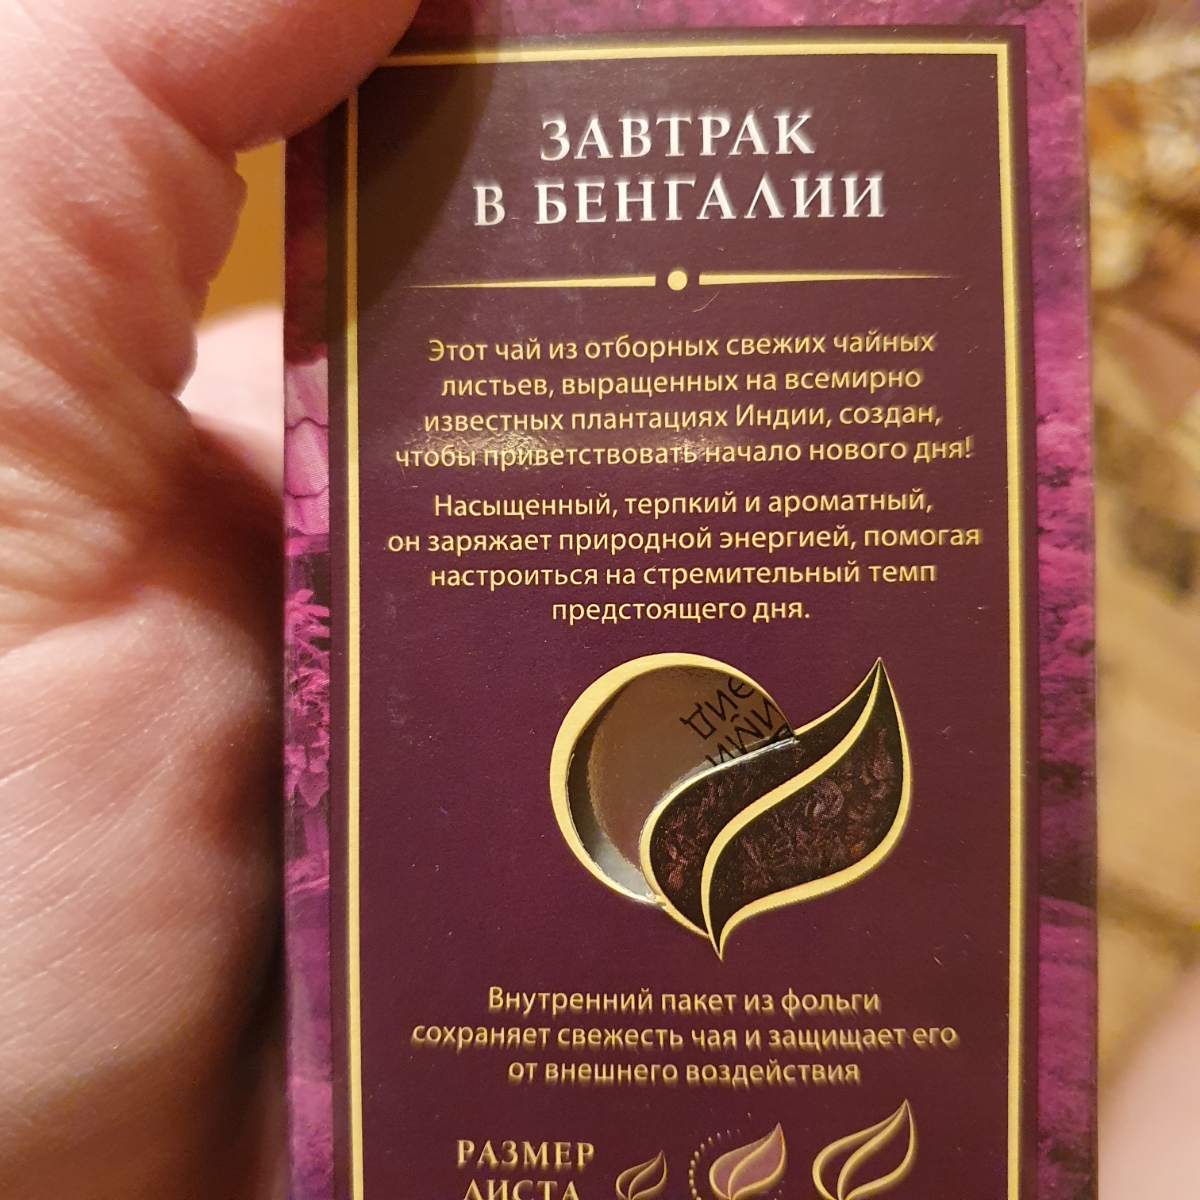 ЗАВТРАК
В БЕНГАЛИИ
Этот чай из отборных свежих чайных
листьев, выращенных на всемирно
известных плантациях Индии, создан,
чтобы приветствовать начало нового дня!
Насыщенный, терпкий и ароматный,
он заряжает природной энергией, помогая
настроиться на стремительный темп
предстоящего дня.
Внутренний пакет из фольги
сохраняет свежесть чая и защищает его
от внешнего воздействия
РАЗМЕР
ЛИСТА